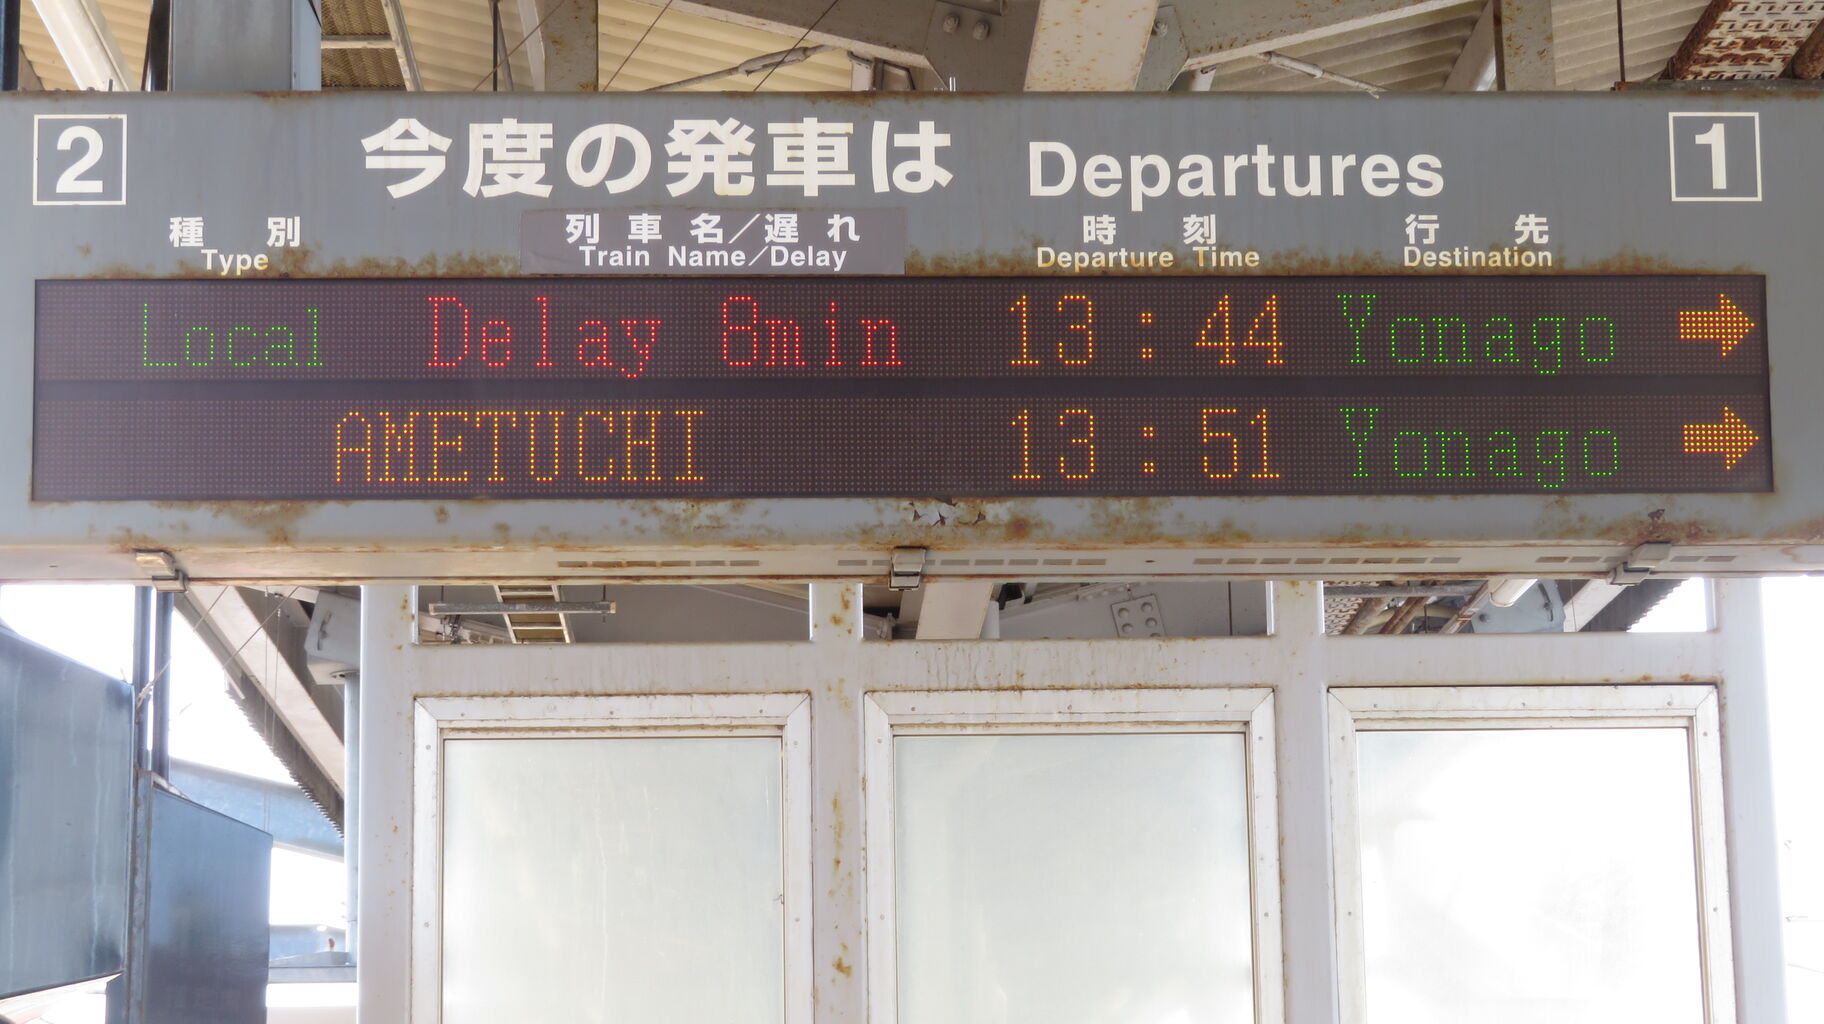 2 今度の発車は Departures 1
種別 列車名/遅れ 時刻 行先
Type Train Name/Delay Departure Time Destination
Local Delay 8min 13:44 Yonago →
AMETUCHI 13:51 Yonago →